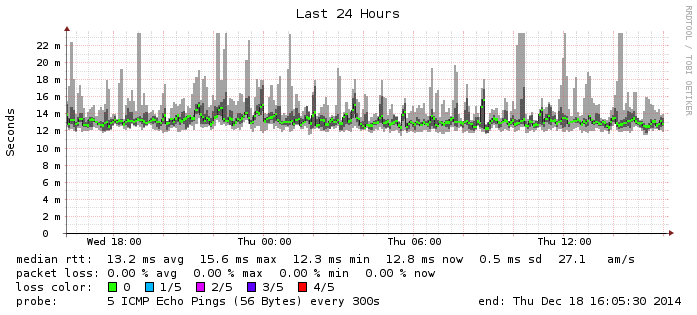 Last 24 Hours
RRDTOOL / TOBI OETIKER
Seconds
22 m
20 m
18 m
16 m
14 m
12 m
10 m
8 m
6 m
4 m
2 m
0
Wed 18:00 Thu 00:00 Thu 06:00 Thu 12:00
median rtt: 13.2 ms avg 15.6 ms max 12.3 ms min 12.8 ms now 0.5 ms sd 27.1 am/s
packet loss: 0.00 % avg 0.00 % max 0.00 % min 0.00 % now
loss color: 0 1/5 2/5 3/5 4/5
probe: 5 ICMP Echo Pings (56 Bytes) every 300s end: Thu Dec 18 16:05:30 2014